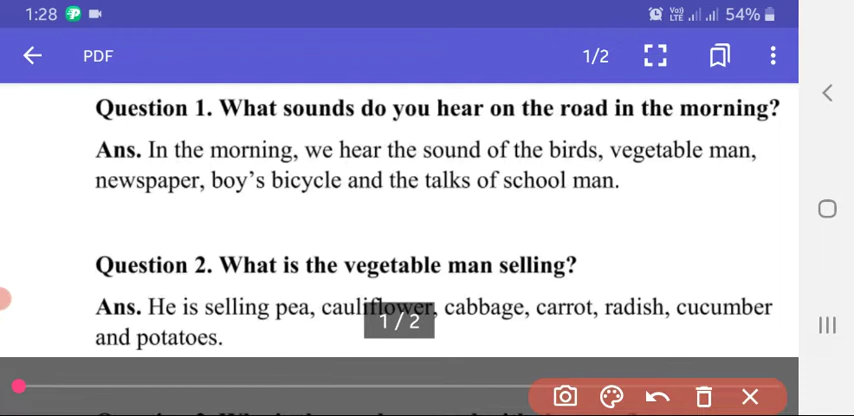 1:28
Vo)) LTE 54%
PDF 1/2
Question 1. What sounds do you hear on the road in the morning?
Ans. In the morning, we hear the sound of the birds, vegetable man,
newspaper, boy’s bicycle and the talks of school man.
Question 2. What is the vegetable man selling?
Ans. He is selling pea, cauliflower, cabbage, carrot, radish, cucumber
1 / 2
and potatoes.